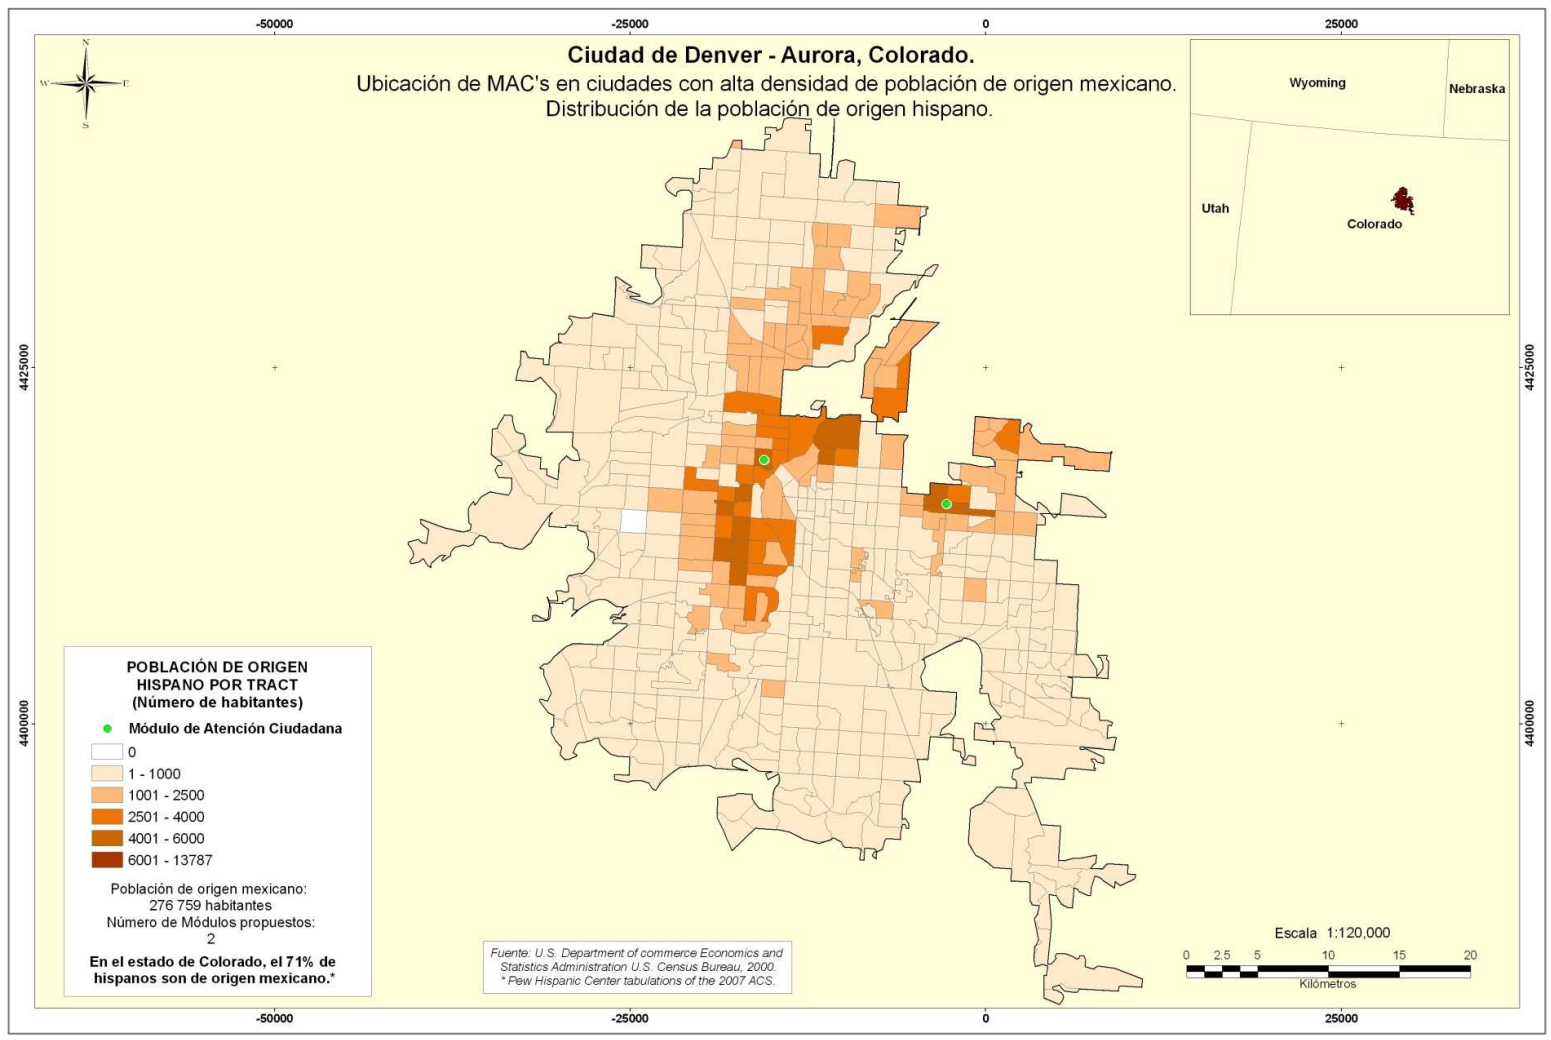 -50000
-25000
0
25000
Ciudad de Denver - Aurora, Colorado.
Ubicación de MAC's en ciudades con alta densidad de población de origen mexicano.
Distribución de la población de origen hispano.
N
W
E
S
Wyoming
Nebraska
Utah
Colorado
4425000
4425000
4400000
4400000
POBLACIÓN DE ORIGEN
HISPANO POR TRACT
(Número de habitantes)
Módulo de Atención Ciudadana
0
1 - 1000
1001 - 2500
2501 - 4000
4001 - 6000
6001 - 13787
Población de origen mexicano:
276 759 habitantes
Número de Módulos propuestos:
2
En el estado de Colorado, el 71% de
hispanos son de origen mexicano.*
Fuente: U.S. Department of commerce Economics and
Statistics Administration U.S. Census Bureau, 2000.
* Pew Hispanic Center tabulations of the 2007 ACS.
Escala 1:120,000
0 2.5 5 10 15 20
Kilómetros
-50000
-25000
0
25000